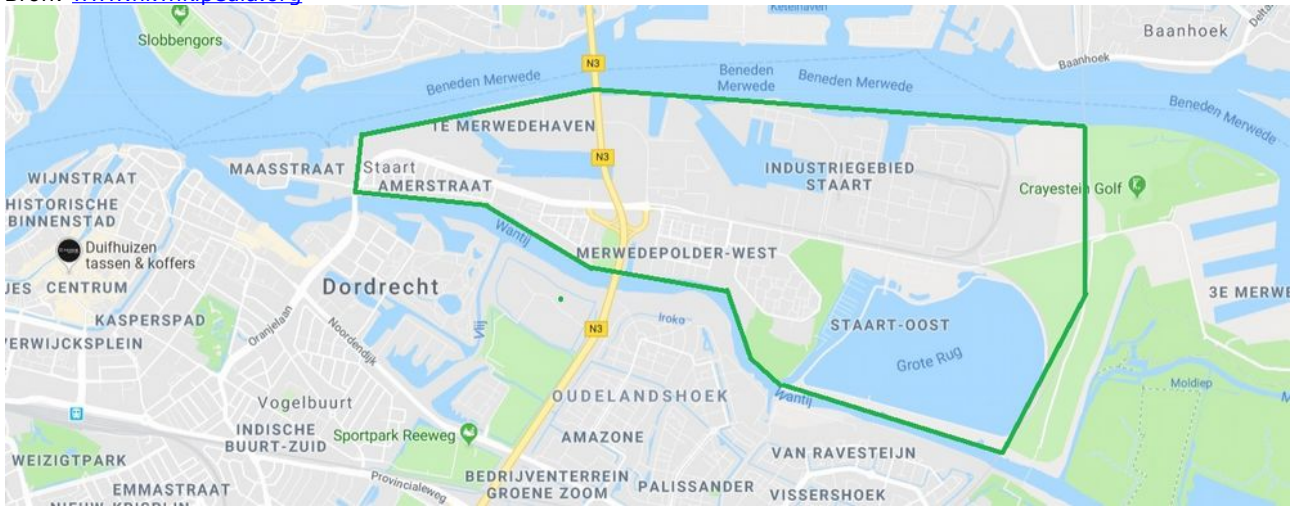 Slobbengors
Ketelhaven
Baanhoek
Baanhoek
N3
Beneden Merwede
Beneden
Merwede
Beneden Merwede
Beneden Merwede
1E MERWEDEHAVEN
MAASSTRAAT
Staart
AMERSTRAAT
N3
INDUSTRIEGEBIED
STAART
Crayestein Golf
WIJNSTRAAT
HISTORISCHE
BINNENSTAD
Duifhuizen
tassen & koffers
CENTRUM
Wantij
MERWEDEPOLDER-WEST
Dordrecht
3E MERWE
KASPERSPAD
Oranjelaan
Noordendijk
Vlij
N3
Iroko
STAART-OOST
Grote Rug
Moldiep
Vogelbuurt
OUDELANDSHOEK
Wantij
INDISCHE
BUURT-ZUID
Sportpark Reeweg
AMAZONE
VAN RAVESTEIJN
WEIZIGTPARK
Provincialeweg
BEDRIJVENTERREIN
GROENE ZOOM
PALISSANDER
VISSERSHOEK
EMMASTRAAT